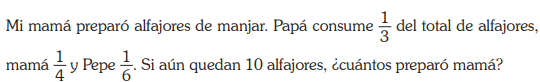 Mi mamá preparó alfajores de manjar. Papá consume 1/3 del total de alfajores,
mamá 1/4 y Pepe 1/6. Si aún quedan 10 alfajores, ¿cuántos preparó mamá?